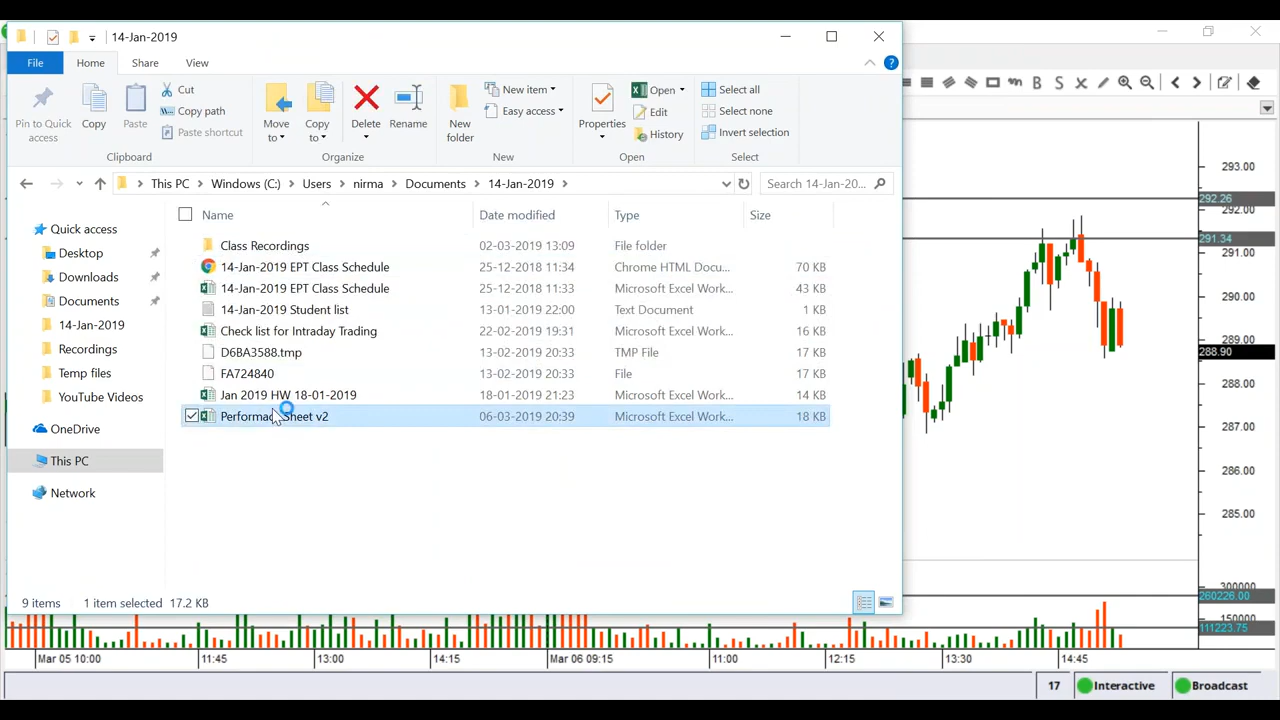 14-Jan-2019
File Home Share View
Pin to Quick access
Copy
Paste
Cut
Copy path
Paste shortcut
Clipboard
Move to
Copy to
Delete
Rename
Organize
New folder
New item
Easy access
New
Properties
Open
Edit
History
Open
Select all
Select none
Invert selection
Select
This PC Windows (C:) Users nirma Documents 14-Jan-2019
Search 14-Jan-20...
Name Date modified Type Size
Quick access
Desktop
Downloads
Documents
14-Jan-2019
Recordings
Temp files
YouTube Videos
OneDrive
This PC
Network
Class Recordings 02-03-2019 13:09 File folder
14-Jan-2019 EPT Class Schedule 25-12-2018 11:34 Chrome HTML Docu... 70 KB
14-Jan-2019 EPT Class Schedule 25-12-2018 11:33 Microsoft Excel Work... 43 KB
14-Jan-2019 Student list 13-01-2019 22:00 Text Document 1 KB
Check list for Intraday Trading 22-02-2019 19:31 Microsoft Excel Work... 16 KB
D6BA3588.tmp 13-02-2019 20:33 TMP File 17 KB
FA724840 13-02-2019 20:33 File 17 KB
Jan 2019 HW 18-01-2019 18-01-2019 21:23 Microsoft Excel Work... 14 KB
Sheet v2 06-03-2019 20:39 Microsoft Excel Work... 18 KB
9 items 1 item selected 17.2 KB
B S
293.00
292.26
292.00
291.34
290.00
289.00
288.90
288.00
287.00
286.00
285.00
300000
260226.00
150000
111223.75
Mar 05 10:00 11:45 13:00 14:15 Mar 06 09:15 11:00 12:15 13:30 14:45
17 Interactive Broadcast